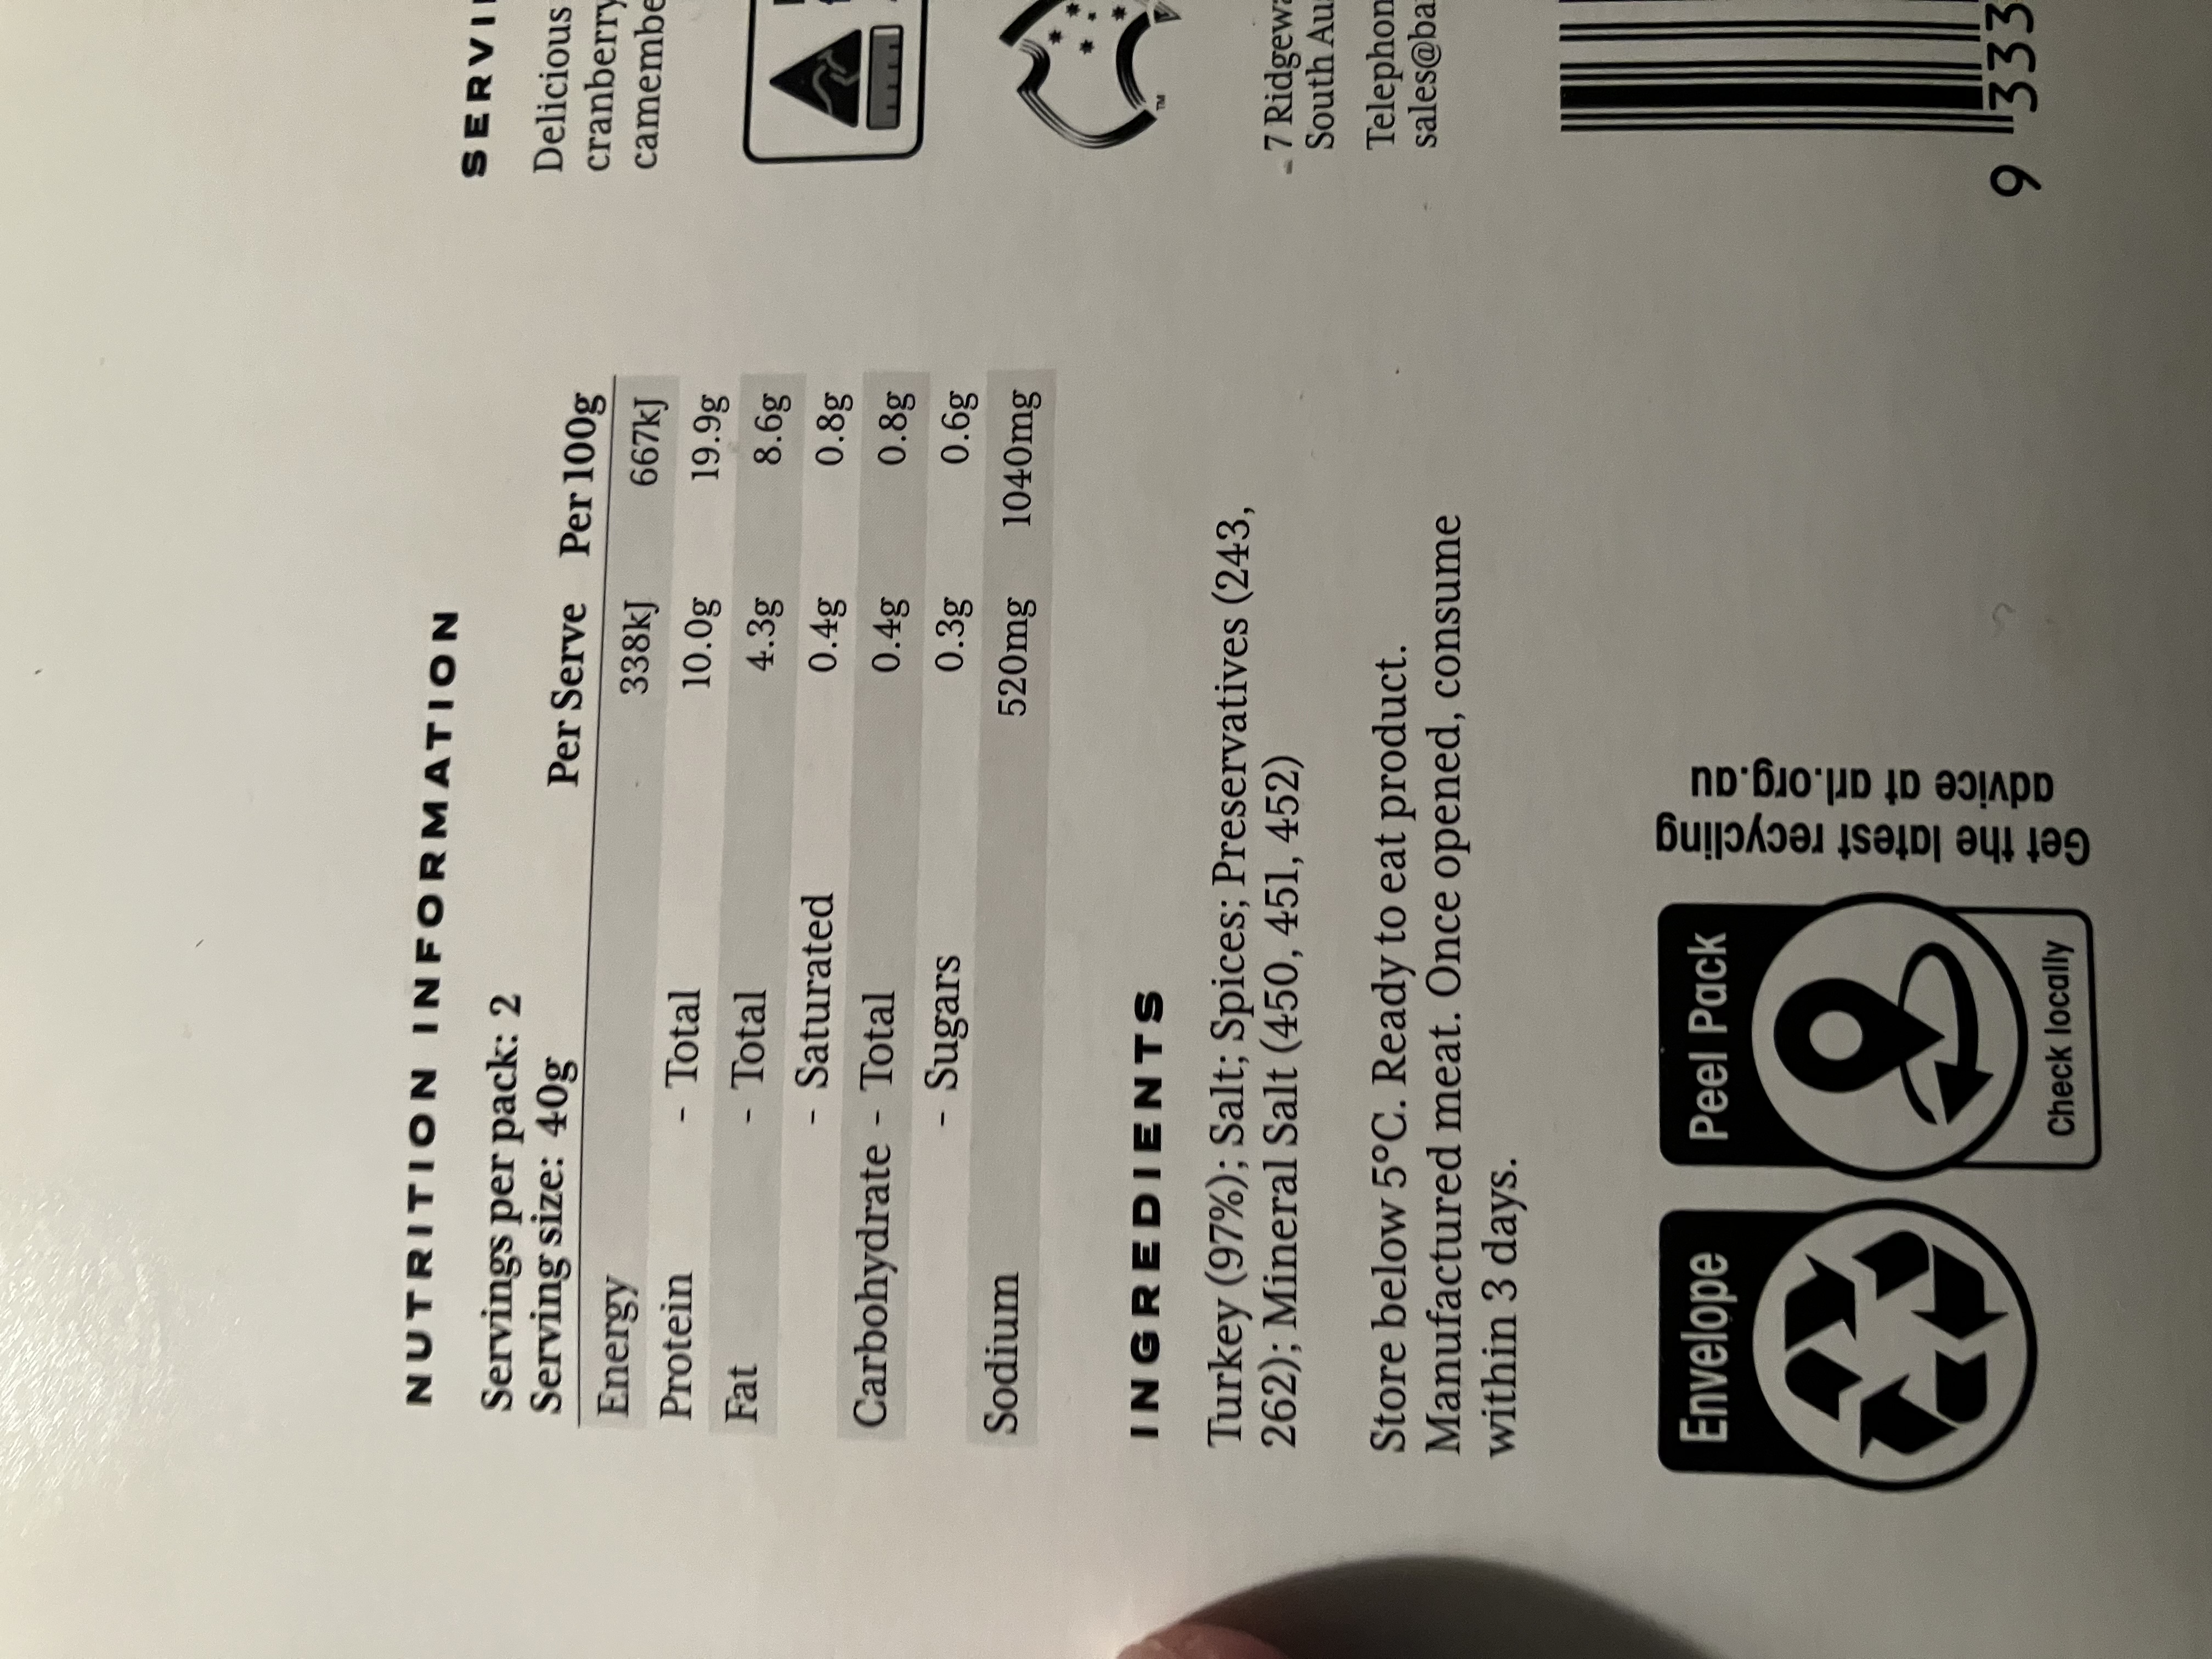 NUTRITION INFORMATION
Servings per pack: 2
Serving size: 40g
Per Serve Per 100g
Energy 338kJ 667kJ
Protein - Total 10.0g 19.9g
Fat - Total 4.3g 8.6g
- Saturated 0.4g 0.8g
Carbohydrate - Total 0.4g 0.8g
- Sugars 0.3g 0.6g
Sodium 520mg 1040mg
INGREDIENTS
Turkey (97%); Salt; Spices; Preservatives (243,
262); Mineral Salt (450, 451, 452)
Store below 5°C. Ready to eat product.
Manufactured meat. Once opened, consume
within 3 days.
Envelope
Peel Pack
Check locally
Get the latest recycling
advice at arl.org.au
SERVI
Delicious
cranberry
camembe
TM
7 Ridgew
South Au
Telephon
sales@ba
9 333